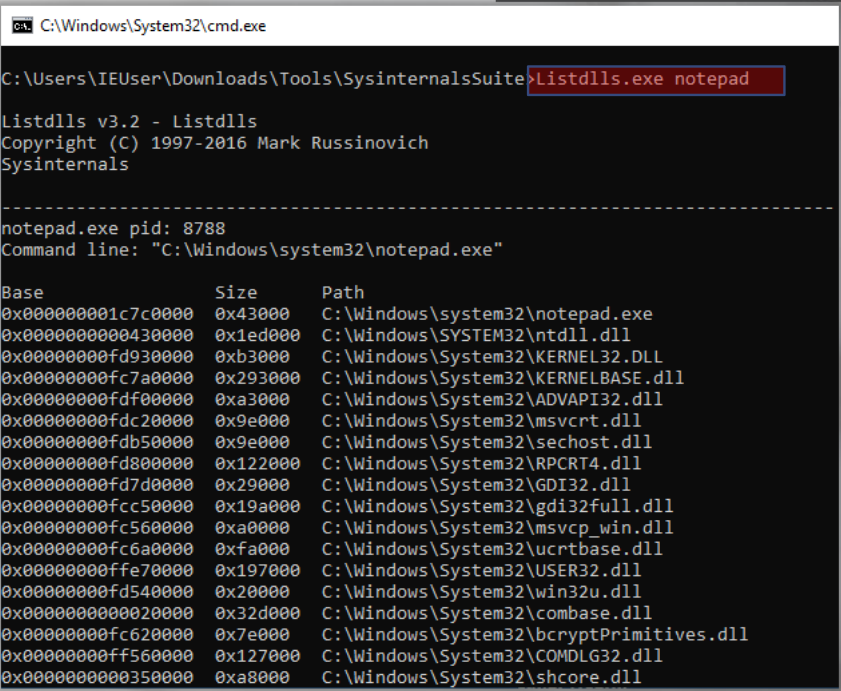 C:\Windows\System32\cmd.exe
C:\Users\IEUser\Downloads\Tools\SysinternalsSuite>Listdlls.exe notepad
Listdlls v3.2 - Listdlls
Copyright (C) 1997-2016 Mark Russinovich
Sysinternals
------------------------------------------------------------------------------
notepad.exe pid: 8788
Command line: "C:\Windows\system32\notepad.exe"
Base Size Path
0x000000001c7c0000 0x43000 C:\Windows\system32\notepad.exe
0x0000000000430000 0x1ed000 C:\Windows\SYSTEM32\ntdll.dll
0x00000000fd930000 0xb3000 C:\Windows\System32\KERNEL32.DLL
0x00000000fc7a0000 0x293000 C:\Windows\System32\KERNELBASE.dll
0x00000000fdf00000 0xa3000 C:\Windows\System32\ADVAPI32.dll
0x00000000fdc20000 0x9e000 C:\Windows\System32\msvcrt.dll
0x00000000fdb50000 0x9e000 C:\Windows\System32\sechost.dll
0x00000000fd800000 0x122000 C:\Windows\System32\RPCRT4.dll
0x00000000fd7d0000 0x29000 C:\Windows\System32\GDI32.dll
0x00000000fcc50000 0x19a000 C:\Windows\System32\gdi32full.dll
0x00000000fc560000 0xa0000 C:\Windows\System32\msvcp_win.dll
0x00000000fc6a0000 0xfa000 C:\Windows\System32\ucrtbase.dll
0x00000000ffe70000 0x197000 C:\Windows\System32\USER32.dll
0x00000000fd540000 0x20000 C:\Windows\System32\win32u.dll
0x0000000000020000 0x32d000 C:\Windows\System32\combase.dll
0x00000000fc620000 0x7e000 C:\Windows\System32\bcryptPrimitives.dll
0x00000000ff560000 0x127000 C:\Windows\System32\COMDLG32.dll
0x0000000000350000 0xa8000 C:\Windows\System32\shcore.dll